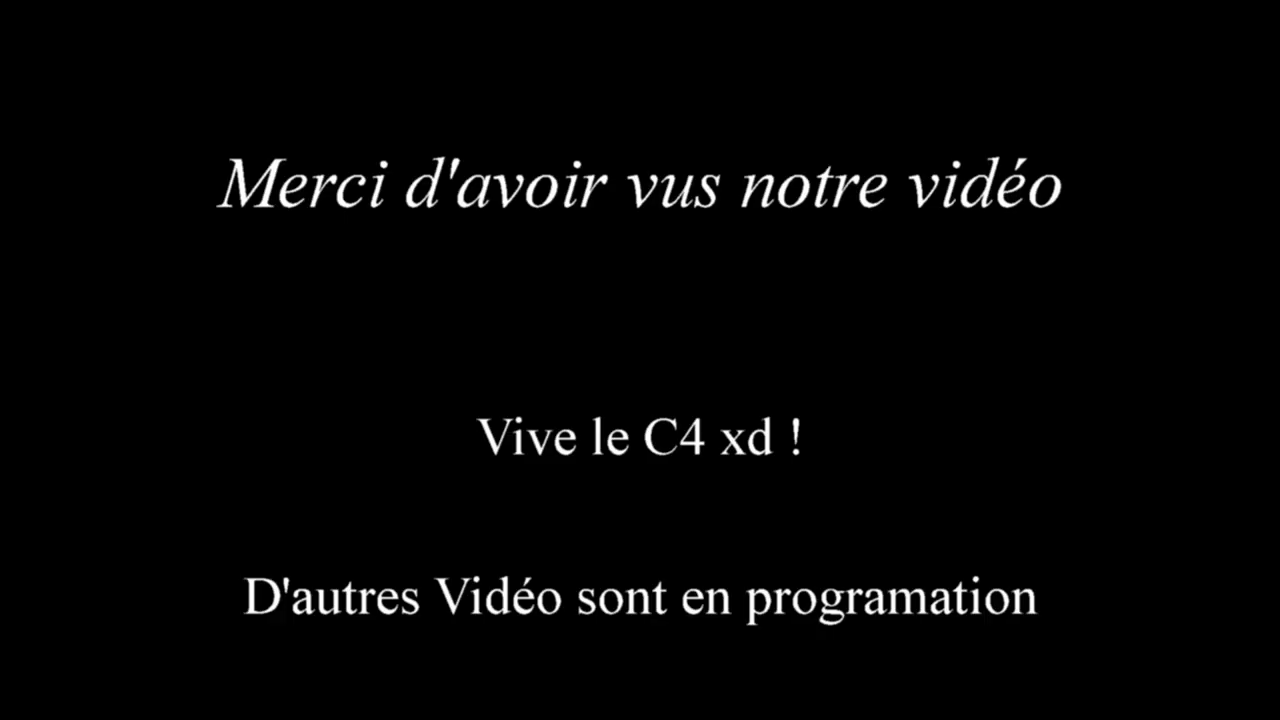 Merci d'avoir vus notre vidéo
Vive le C4 xd !
D'autres Vidéo sont en programation